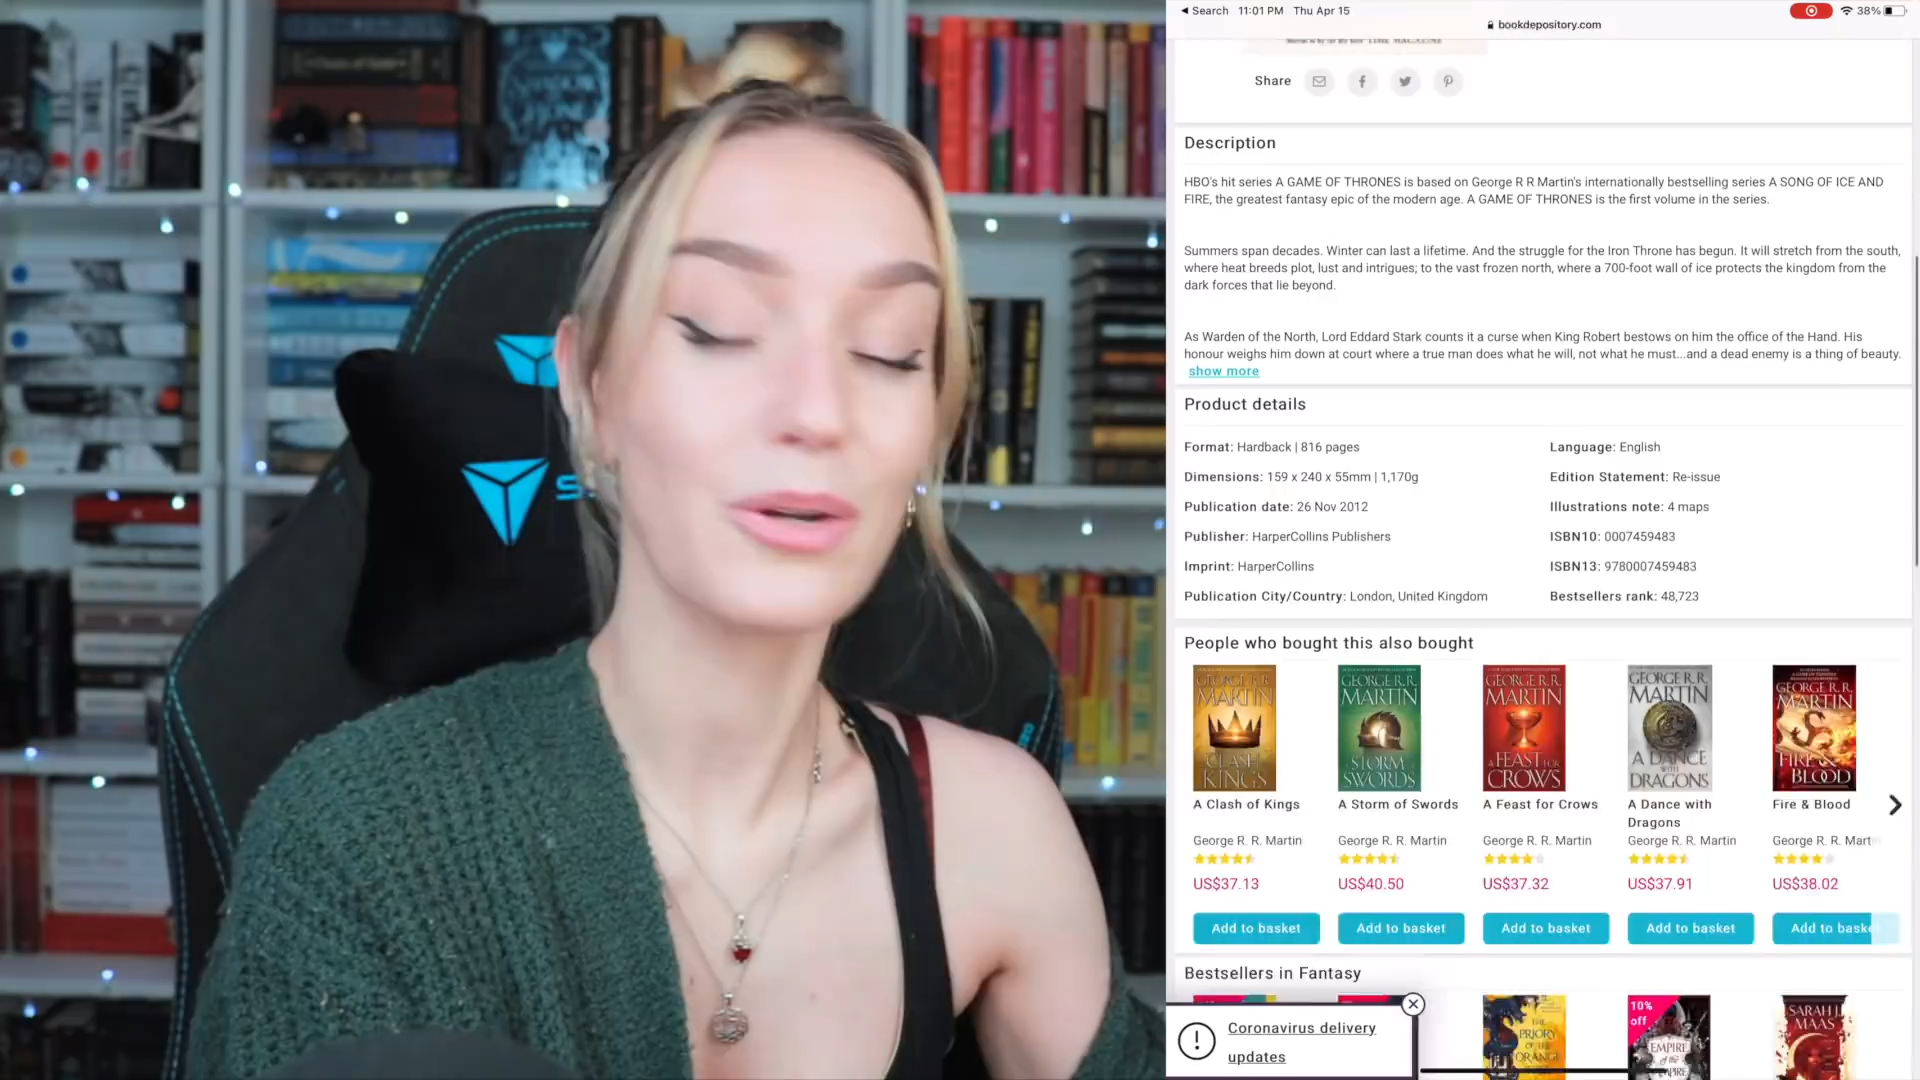 Search 11:01 PM Thu Apr 15
38%
bookdepository.com
Share
Description
HBO's hit series A GAME OF THRONES is based on George R R Martin's internationally bestselling series A SONG OF ICE AND
FIRE, the greatest fantasy epic of the modern age. A GAME OF THRONES is the first volume in the series.
Summers span decades. Winter can last a lifetime. And the struggle for the Iron Throne has begun. It will stretch from the south,
where heat breeds plot, lust and intrigues; to the vast frozen north, where a 700-foot wall of ice protects the kingdom from the
dark forces that lie beyond.
As Warden of the North, Lord Eddard Stark counts it a curse when King Robert bestows on him the office of the Hand. His
honour weighs him down at court where a true man does what he will, not what he must...and a dead enemy is a thing of beauty.
show more
Product details
Format: Hardback | 816 pages
Dimensions: 159 x 240 x 55mm | 1,170g
Publication date: 26 Nov 2012
Publisher: HarperCollins Publishers
Imprint: HarperCollins
Publication City/Country: London, United Kingdom
Language: English
Edition Statement: Re-issue
Illustrations note: 4 maps
ISBN10: 0007459483
ISBN13: 9780007459483
Bestsellers rank: 48,723
People who bought this also bought
GEORGE R.R.
MARTIN
CLASH
KINGS
GEORGE R.R.
MARTIN
STORM
SWORDS
GEORGE R.R.
MARTIN
A FEAST FOR
CROWS
GEORGE R.R.
MARTIN
A DANCE
WITH
DRAGONS
GEORGE R.R.
MARTIN
FIRE &
BLOOD
A Clash of Kings
George R. R. Martin
US$37.13
Add to basket
A Storm of Swords
George R. R. Martin
US$40.50
Add to basket
A Feast for Crows
George R. R. Martin
US$37.32
Add to basket
A Dance with
Dragons
George R. R. Martin
US$37.91
Add to basket
Fire & Blood
George R. R. Mart
US$38.02
Add to baske
Bestsellers in Fantasy
THE
PRIORY
OF THE
ORANGE
10%
off
EMPIRE
of the
SARAH J.
MAAS
Coronavirus delivery
updates